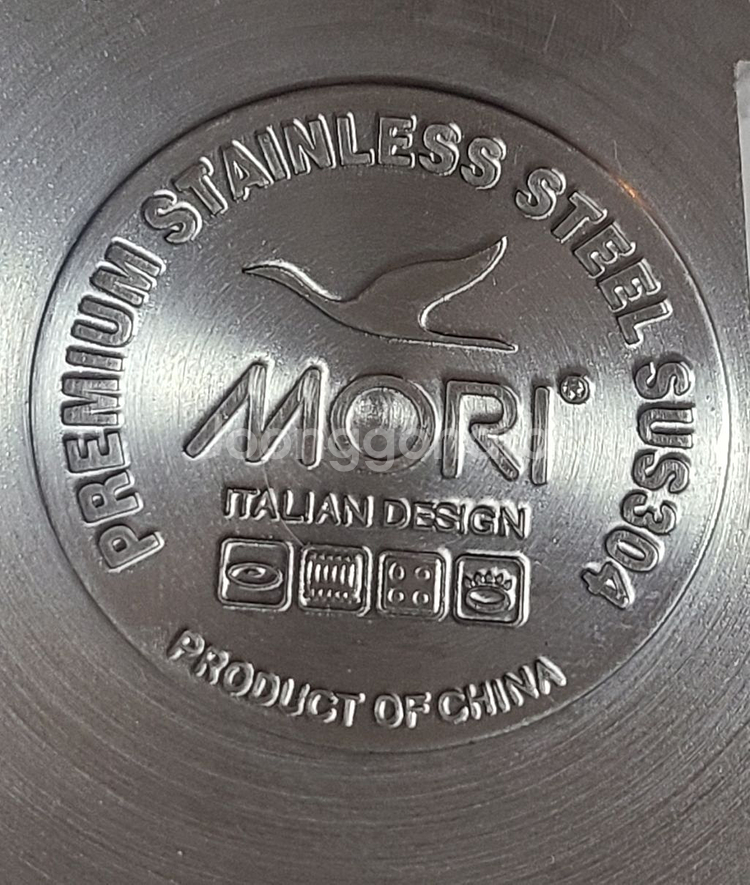 PREMIUM STAINLESS STEEL SUS304
MORI®
ITALIAN DESIGN
PRODUCT OF CHINA